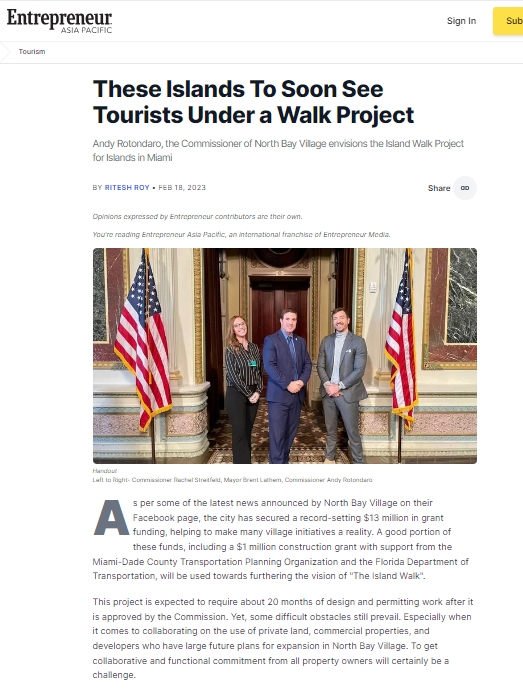 Entrepreneur
ASIA PACIFIC
Sign In
Sub
Tourism
These Islands To Soon See
Tourists Under a Walk Project
Andy Rotondaro, the Commissioner of North Bay Village envisions the Island Walk Project
for Islands in Miami
BY RITESH ROY • FEB 18, 2023
Share
Opinions expressed by Entrepreneur contributors are their own.
You're reading Entrepreneur Asia Pacific, an international franchise of Entrepreneur Media.
Handout
Left to Right- Commissioner Rachel Streitfeld, Mayor Brent Lathem, Commissioner Andy Rotondaro
As per some of the latest news announced by North Bay Village on their
Facebook page, the city has secured a record-setting $13 million in grant
funding, helping to make many village initiatives a reality. A good portion of
these funds, including a $1 million construction grant with support from the
Miami-Dade County Transportation Planning Organization and the Florida Department of
Transportation, will be used towards furthering the vision of "The Island Walk".
This project is expected to require about 20 months of design and permitting work after it
is approved by the Commission. Yet, some difficult obstacles still prevail. Especially when
it comes to collaborating on the use of private land, commercial properties, and
developers who have large future plans for expansion in North Bay Village. To get
collaborative and functional commitment from all property owners will certainly be a
challenge.